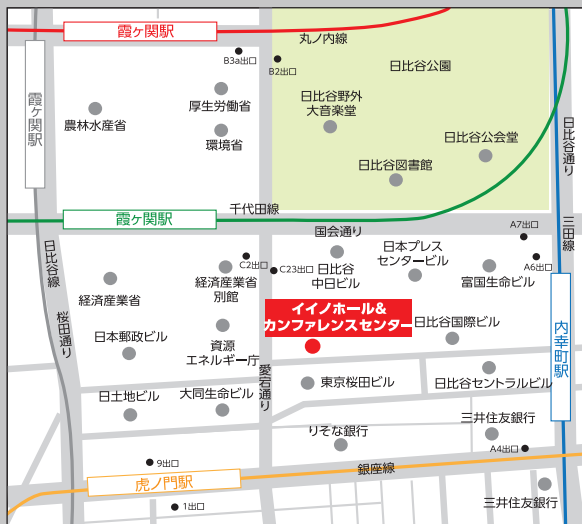 霞ヶ関駅
丸ノ内線
B3a出口
B2出口
日比谷公園
霞ヶ関駅
厚生労働省
農林水産省
環境省
日比谷野外
大音楽堂
日比谷公会堂
日比谷図書館
日比谷通り
千代田線
霞ヶ関駅
国会通り
A7出口
三田線
A6出口
日比谷線
C2出口
C23出口
日比谷
中日ビル
日本プレス
センタービル
富国生命ビル
経済産業省
経済産業省
別館
イイノホール&
カンファレンスセンター
桜田通り
日本郵政ビル
資源
エネルギー庁
日比谷国際ビル
内幸町駅
愛宕通り
東京桜田ビル
日比谷セントラルビル
日土地ビル
大同生命ビル
りそな銀行
三井住友銀行
A4出口
9出口
銀座線
虎ノ門駅
1出口
三井住友銀行